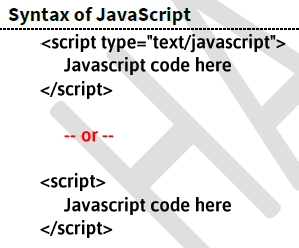 Syntax of JavaScript
<script type="text/javascript">
Javascript code here
</script>
-- or --
<script>
Javascript code here
</script>